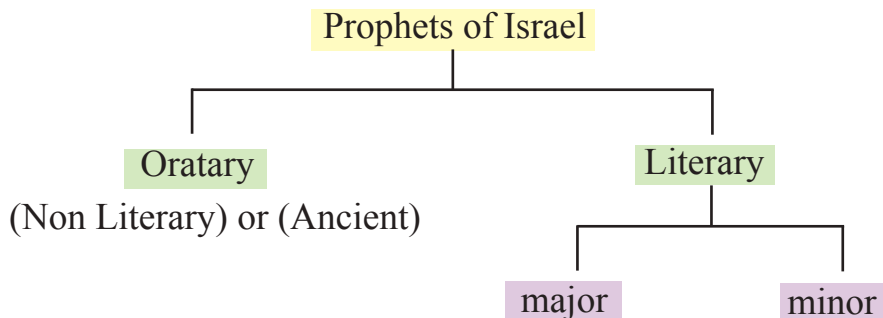 Prophets of Israel
Oratary
Literary
(Non Literary) or (Ancient)
major
minor